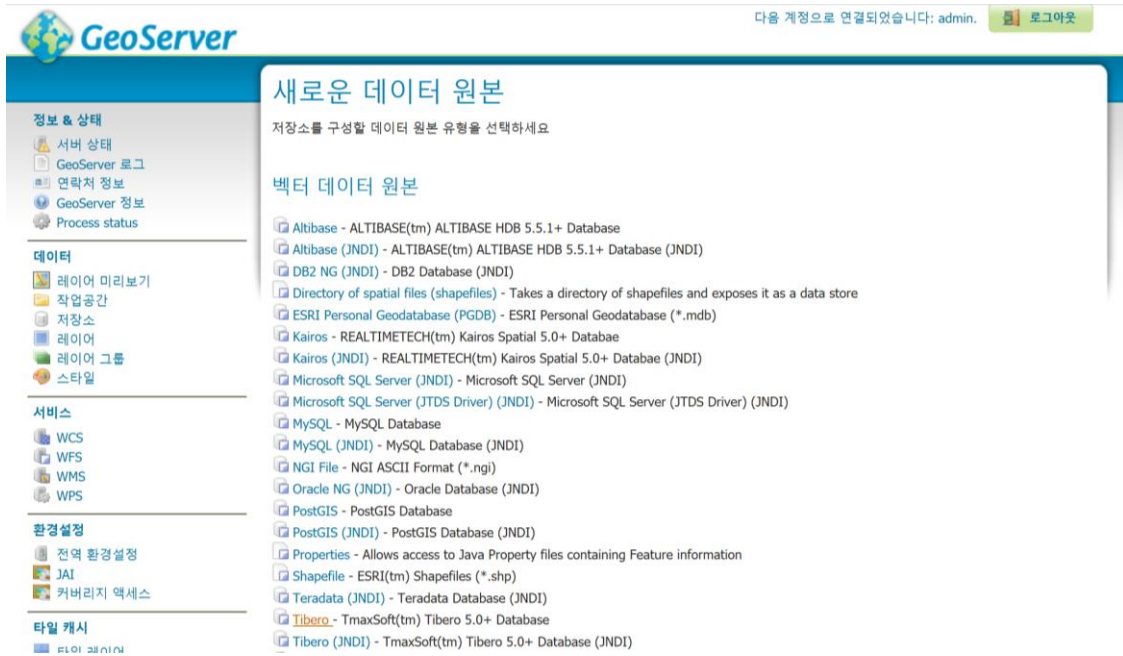 GeoServer
다음 계정으로 연결되었습니다: admin.
로그아웃
정보 & 상태
서버 상태
GeoServer 로그
연락처 정보
GeoServer 정보
Process status
데이터
레이어 미리보기
작업공간
저장소
레이어
레이어 그룹
스타일
서비스
WCS
WFS
WMS
WPS
환경설정
전역 환경설정
JAI
커버리지 액세스
타일 캐시
타일 레이어
새로운 데이터 원본
저장소를 구성할 데이터 원본 유형을 선택하세요
벡터 데이터 원본
Altibase - ALTIBASE(tm) ALTIBASE HDB 5.5.1+ Database
Altibase (JNDI) - ALTIBASE(tm) ALTIBASE HDB 5.5.1+ Database (JNDI)
DB2 NG (JNDI) - DB2 Database (JNDI)
Directory of spatial files (shapefiles) - Takes a directory of shapefiles and exposes it as a data store
ESRI Personal Geodatabase (PGDB) - ESRI Personal Geodatabase (*.mdb)
Kairos - REALTIMETECH(tm) Kairos Spatial 5.0+ Databae
Kairos (JNDI) - REALTIMETECH(tm) Kairos Spatial 5.0+ Databae (JNDI)
Microsoft SQL Server (JNDI) - Microsoft SQL Server (JNDI)
Microsoft SQL Server (JTDS Driver) (JNDI) - Microsoft SQL Server (JTDS Driver) (JNDI)
MySQL - MySQL Database
MySQL (JNDI) - MySQL Database (JNDI)
NGI File - NGI ASCII Format (*.ngi)
Oracle NG (JNDI) - Oracle Database (JNDI)
PostGIS - PostGIS Database
PostGIS (JNDI) - PostGIS Database (JNDI)
Properties - Allows access to Java Property files containing Feature information
Shapefile - ESRI(tm) Shapefiles (*.shp)
Teradata (JNDI) - Teradata Database (JNDI)
Tibero - TmaxSoft(tm) Tibero 5.0+ Database
Tibero (JNDI) - TmaxSoft(tm) Tibero 5.0+ Database (JNDI)